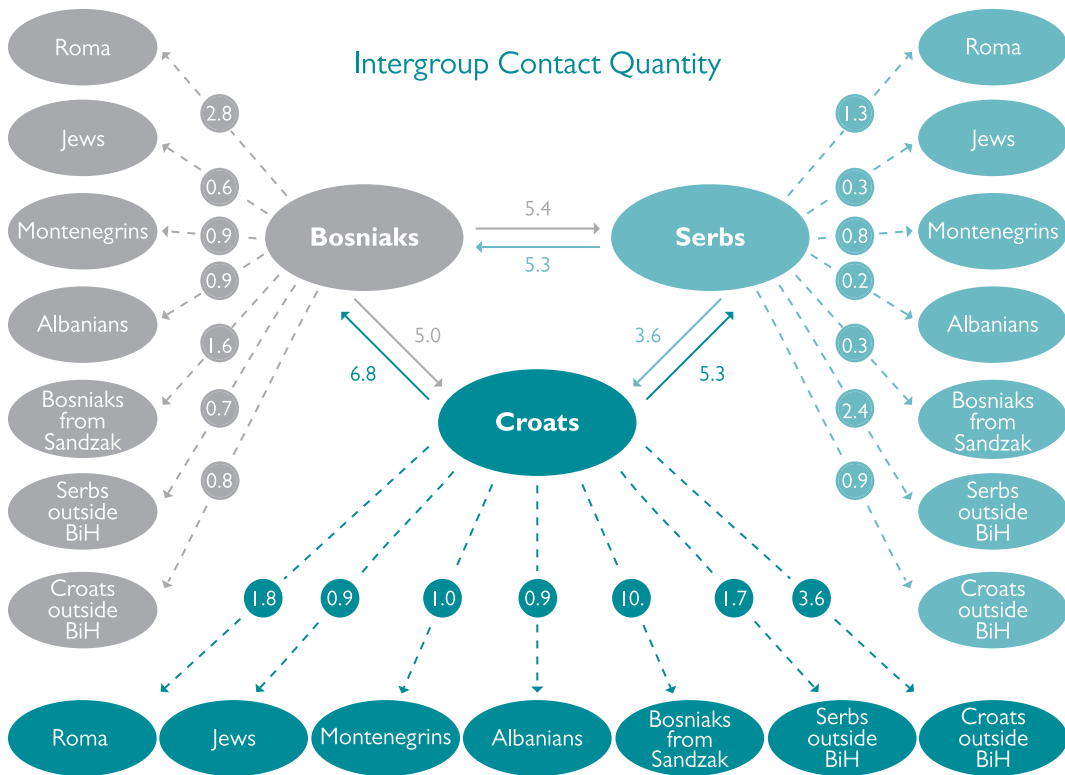 Intergroup Contact Quantity
Roma
Jews
Montenegrins
Albanians
Bosniaks
from
Sandzak
Serbs
outside
BiH
Croats
outside
BiH
2.8
0.6
0.9
0.9
1.6
0.7
0.8
Bosniaks
5.4
5.3
Serbs
5.0
6.8
3.6
5.3
Croats
1.3
0.3
0.8
0.2
0.3
2.4
0.9
Roma
Jews
Montenegrins
Albanians
Bosniaks
from
Sandzak
Serbs
outside
BiH
Croats
outside
BiH
1.8
0.9
1.0
0.9
10.
1.7
3.6
Roma
Jews
Montenegrins
Albanians
Bosniaks
from
Sandzak
Serbs
outside
BiH
Croats
outside
BiH